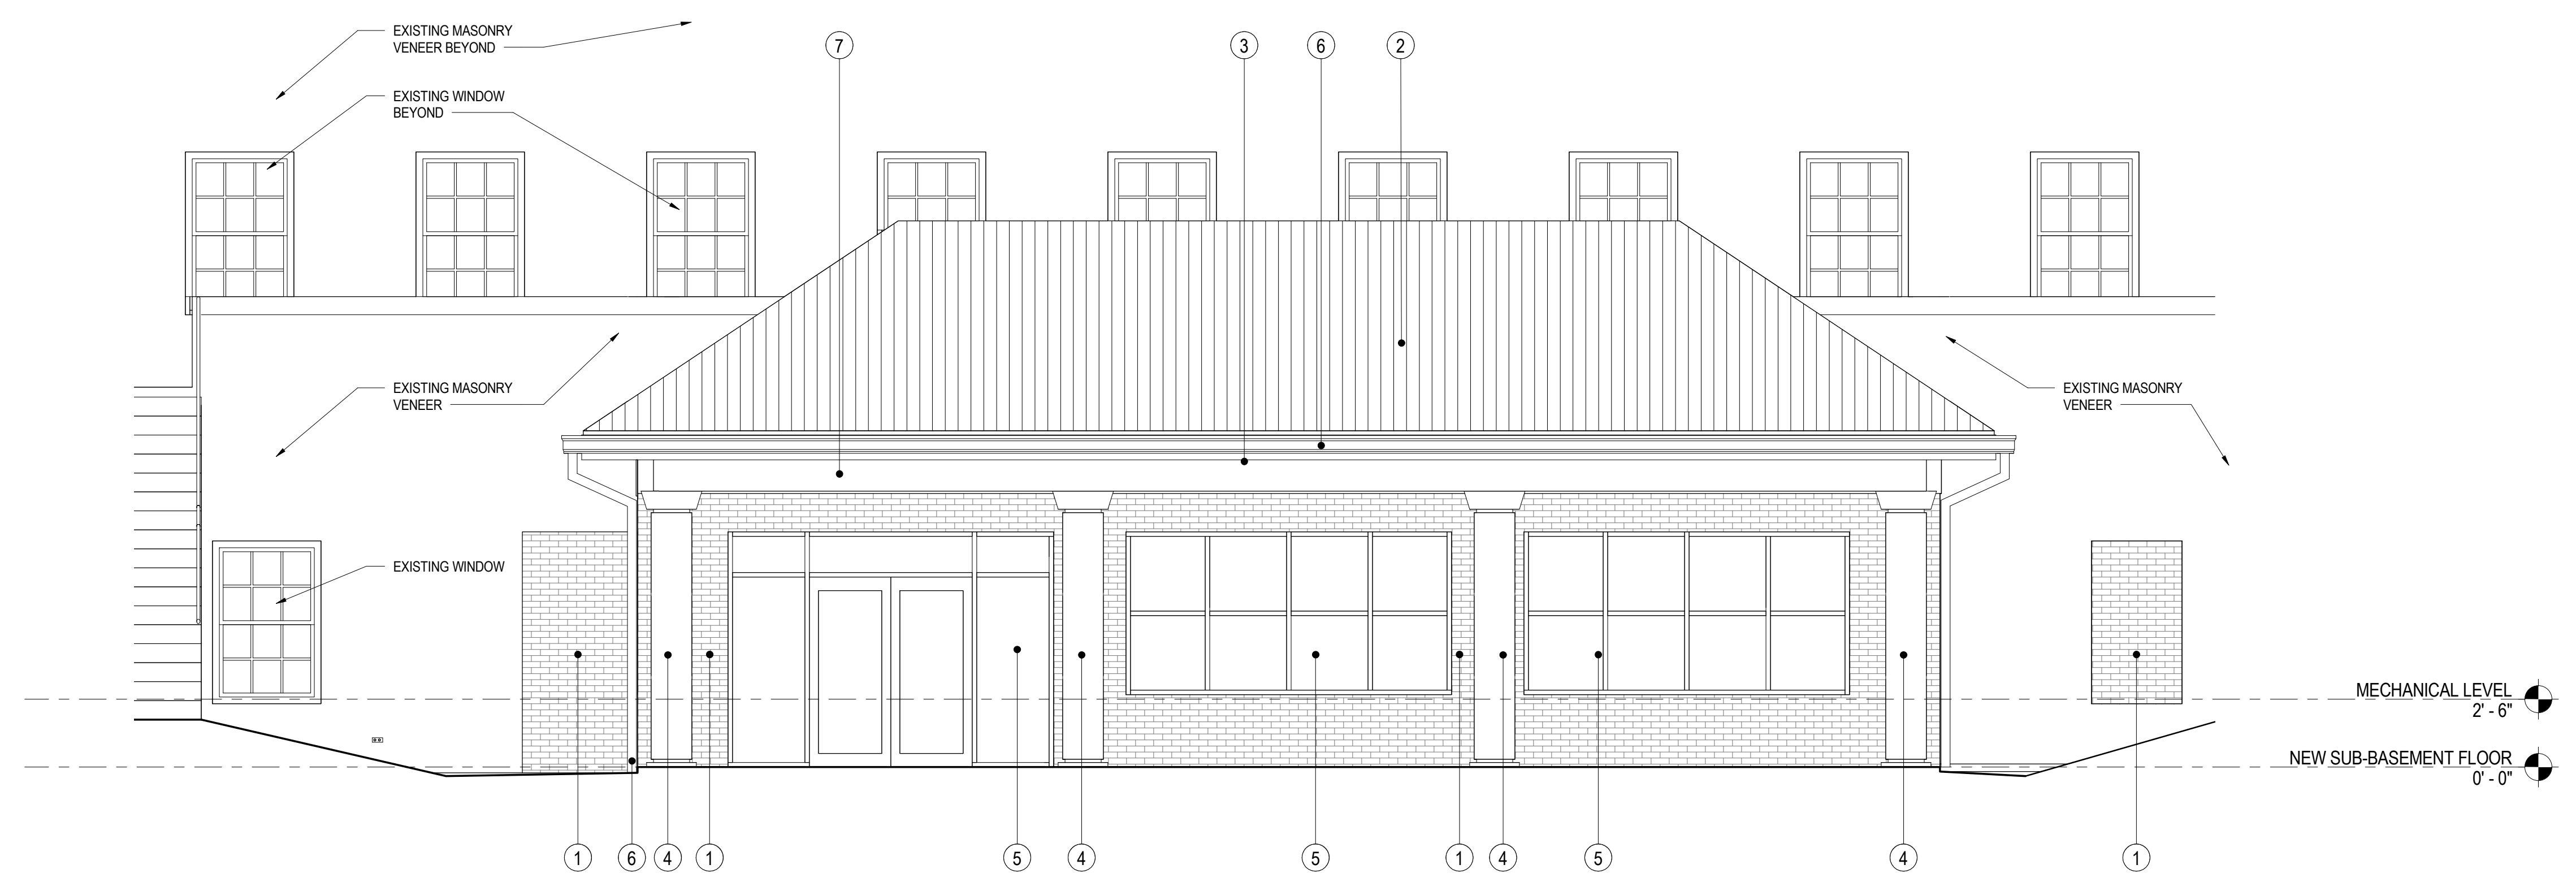 EXISTING MASONRY
VENEER BEYOND
7
3
6
2
EXISTING WINDOW
BEYOND
EXISTING MASONRY
VENEER
EXISTING MASONRY
VENEER
EXISTING WINDOW
MECHANICAL LEVEL
2' - 6"
NEW SUB-BASEMENT FLOOR
0' - 0"
1
6
4
1
5
4
5
1
4
5
4
1